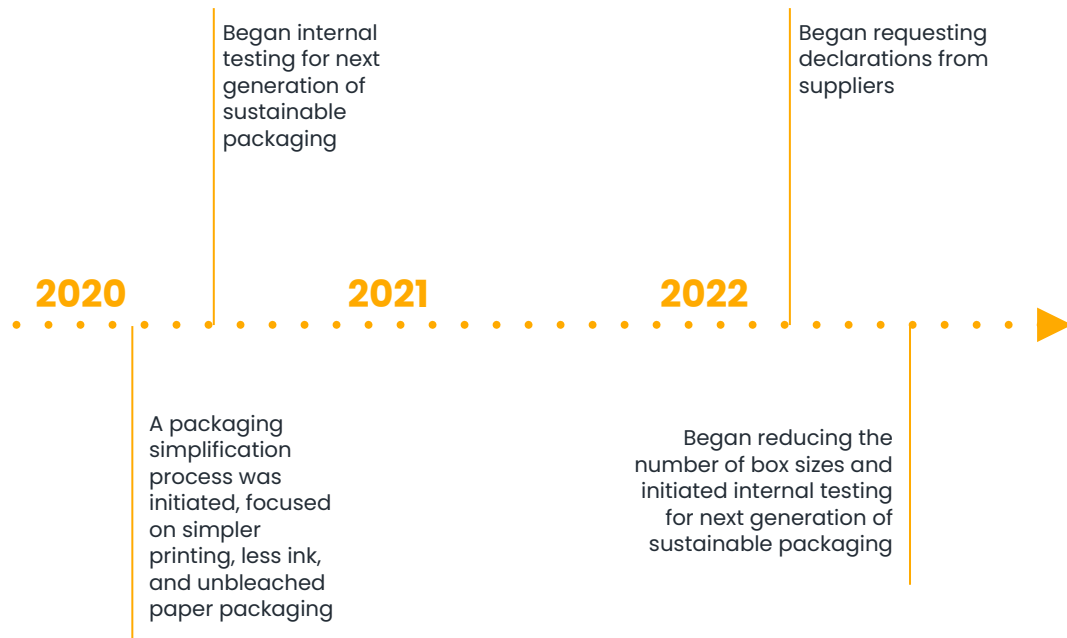 Began internal
testing for next
generation of
sustainable
packaging
Began requesting
declarations from
suppliers
2020
2021
2022
A packaging
simplification
process was
initiated, focused
on simpler
printing, less ink,
and unbleached
paper packaging
Began reducing the
number of box sizes and
initiated internal testing
for next generation of
sustainable packaging